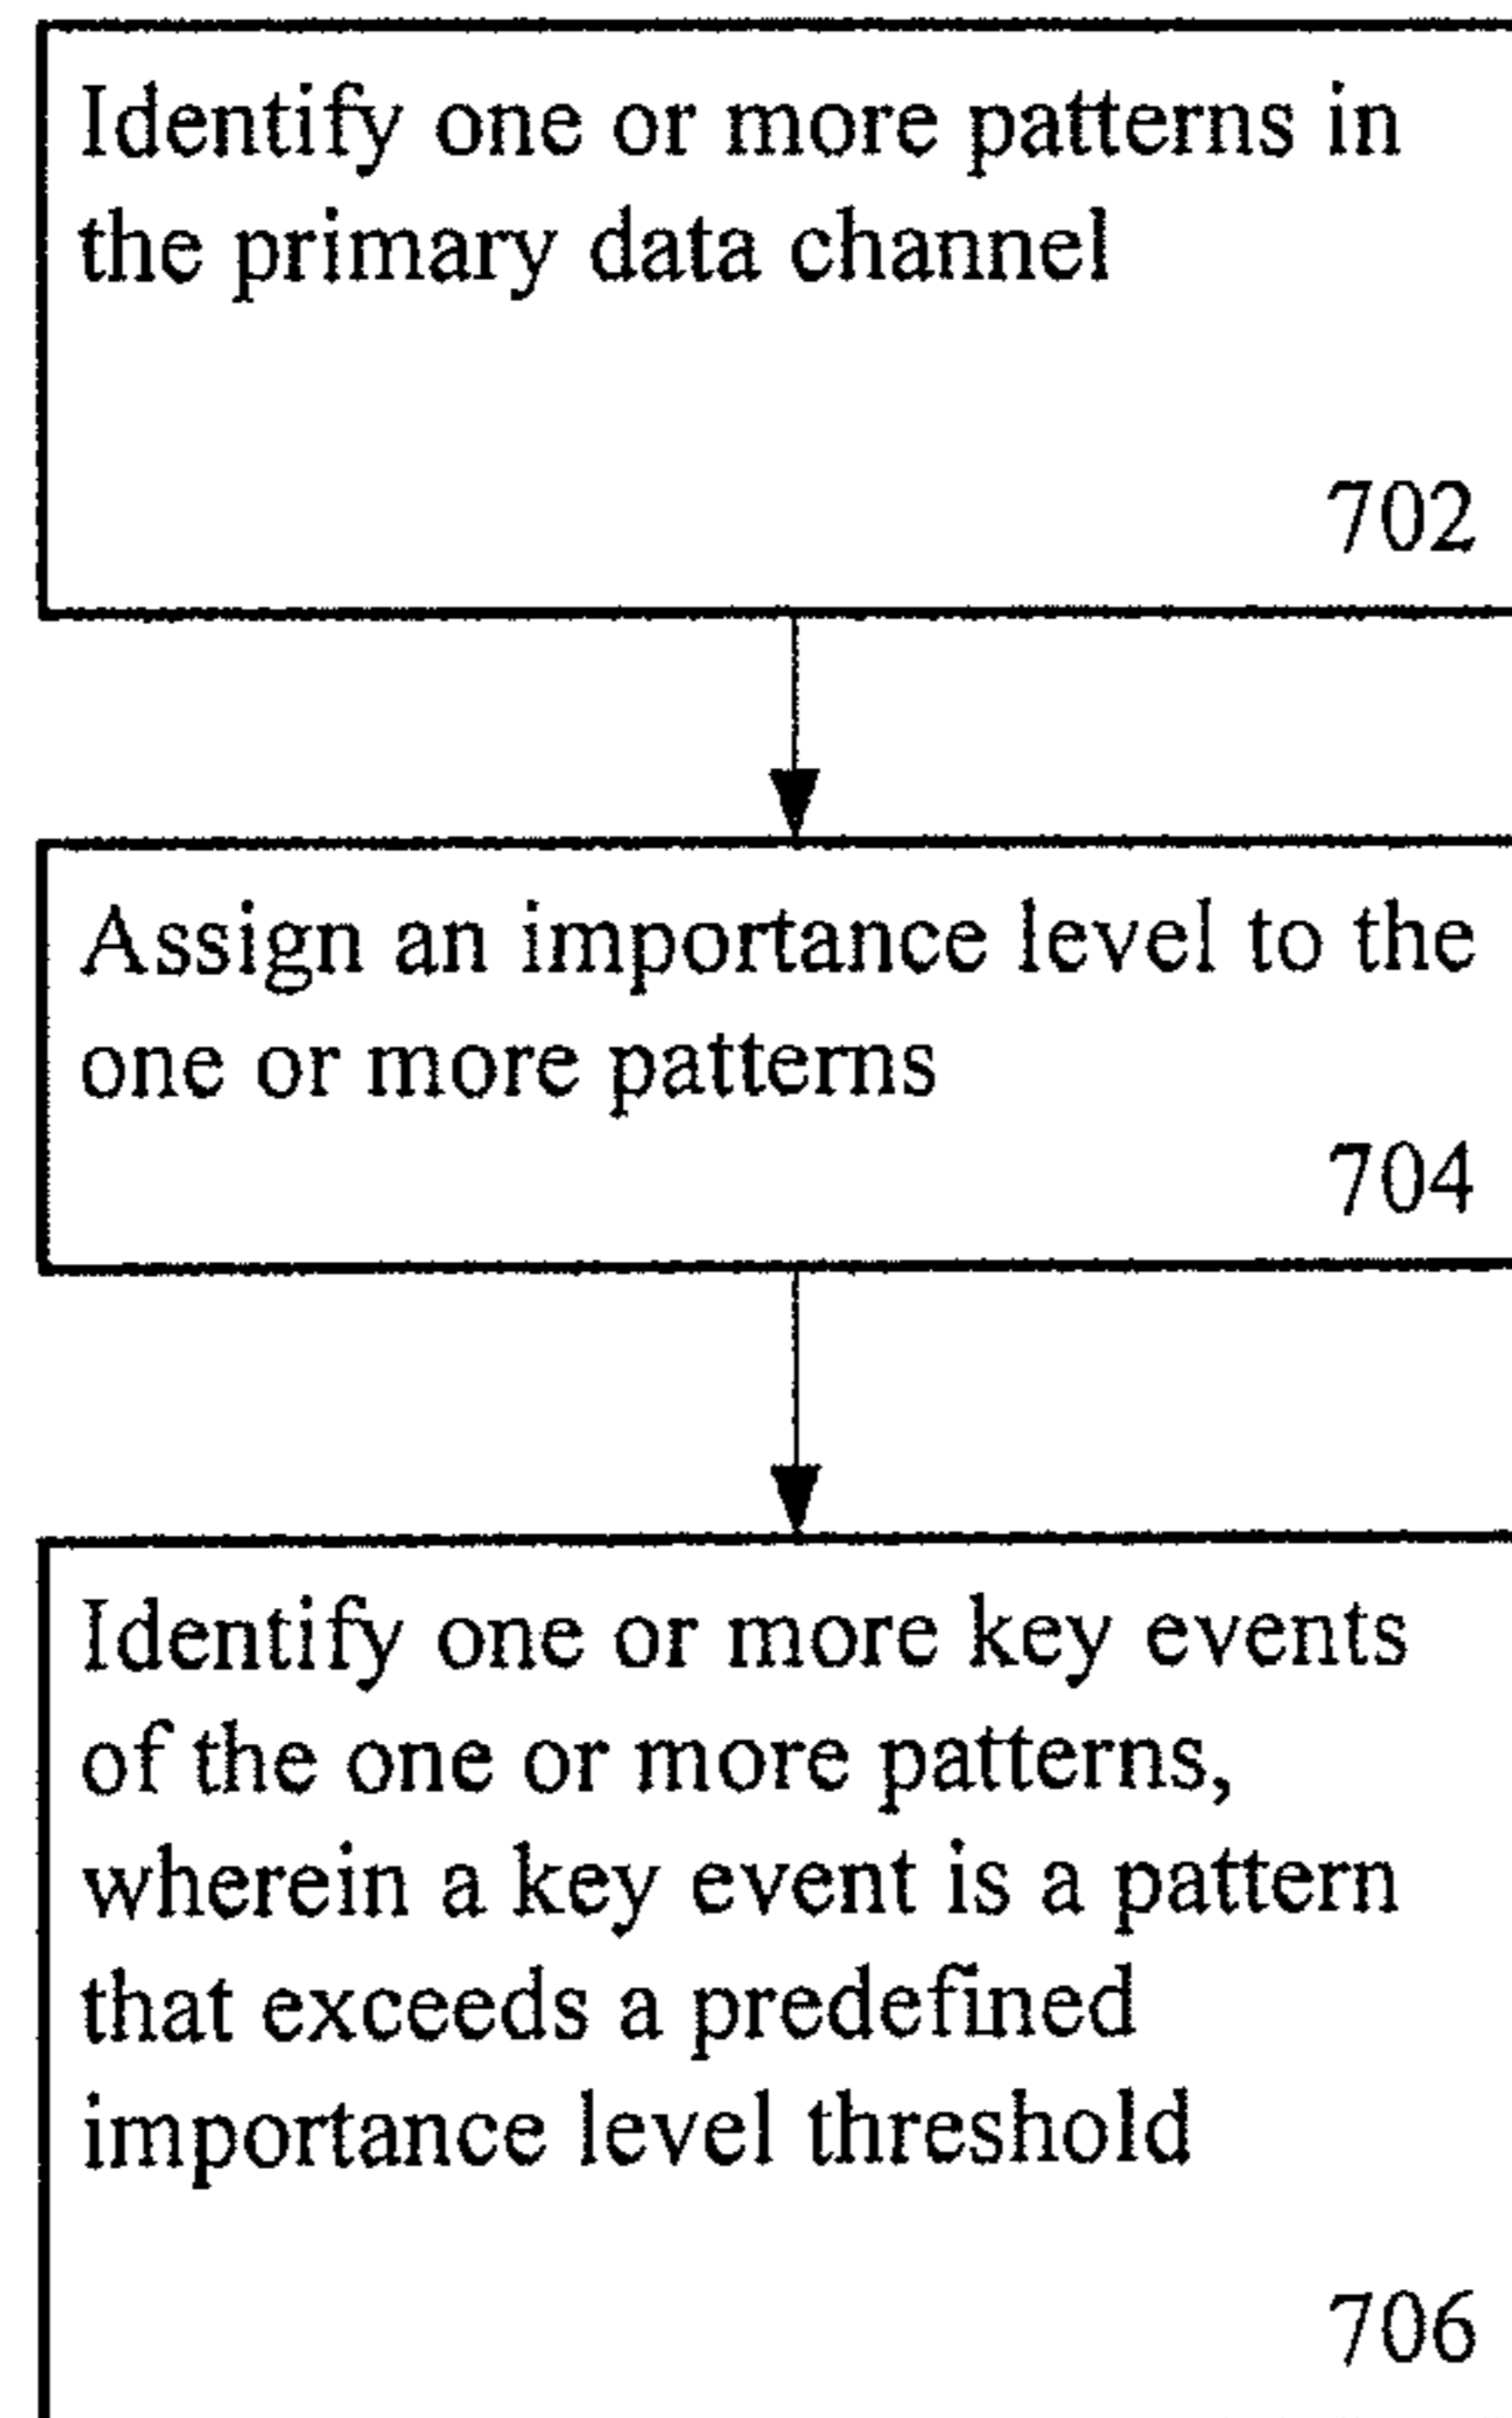 Identify one or more patterns in
the primary data channel
702
Assign an importance level to the
one or more patterns
704
Identify one or more key events
of the one or more patterns,
wherein a key event is a pattern
that exceeds a predefined
importance level threshold
706